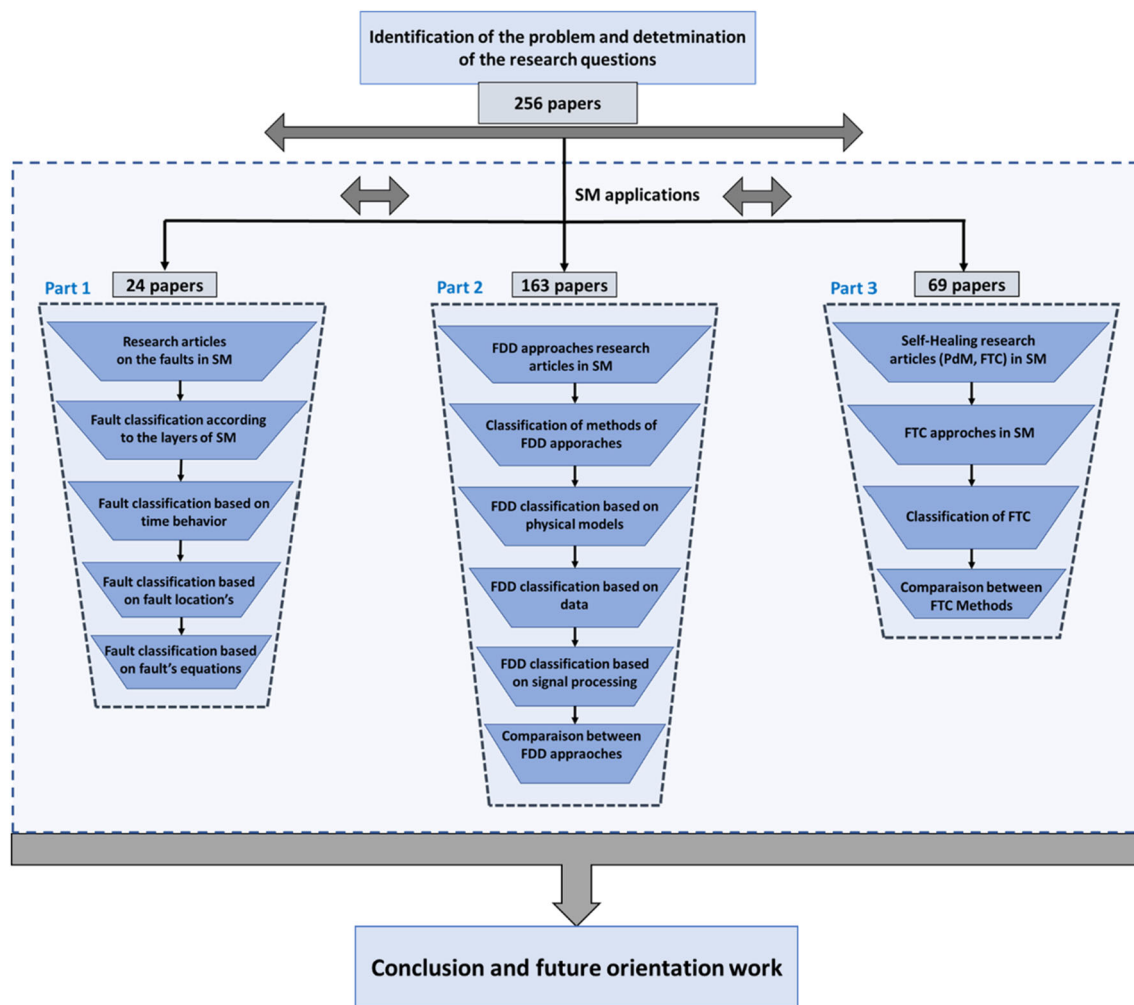 Identification of the problem and detetmination
of the research questions
256 papers
SM applications
Part 1
24 papers
Research articles
on the faults in SM
Fault classification according
to the layers of SM
Fault classification based on
time behavior
Fault classification based
on fault location's
Fault classification based
on fault's equations
Part 2
163 papers
FDD approaches research
articles in SM
Classification of methods of
FDD apporaches
FDD classification based on
physical models
FDD classification based on
data
FDD classification based
on signal processing
Comparaison between
FDD appraoches
Part 3
69 papers
Self-Healing research
articles (PdM, FTC) in SM
FTC approches in SM
Classification of FTC
Comparaison between
FTC Methods
Conclusion and future orientation work